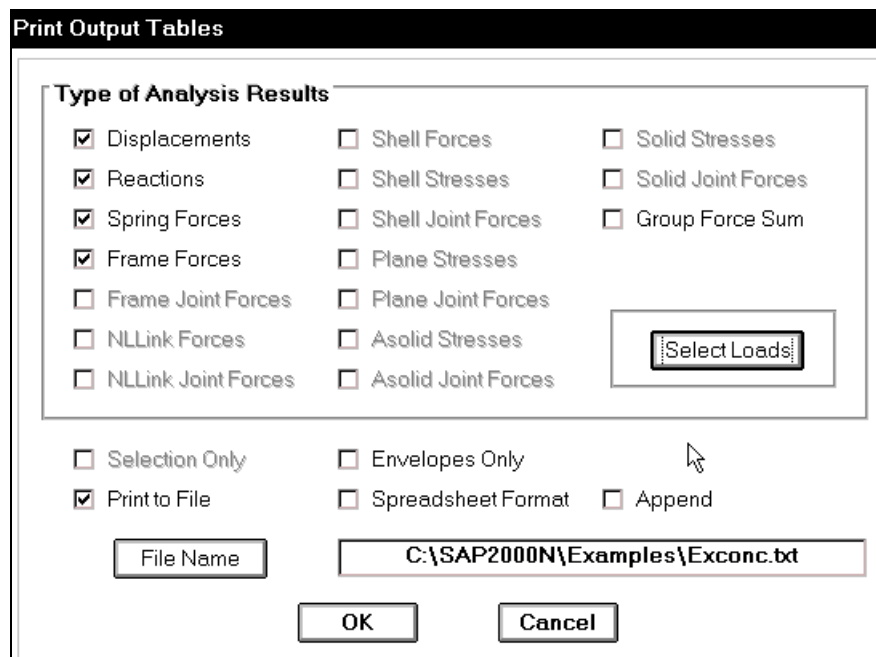 Print Output Tables
Type of Analysis Results
Displacements
Shell Forces
Solid Stresses
Reactions
Shell Stresses
Solid Joint Forces
Spring Forces
Shell Joint Forces
Group Force Sum
Frame Forces
Plane Stresses
Frame Joint Forces
Plane Joint Forces
NLLink Forces
Asolid Stresses
Select Loads
NLLink Joint Forces
Asolid Joint Forces
Selection Only
Envelopes Only
Print to File
Spreadsheet Format
Append
File Name
C:\SAP2000N\Examples\Exconc.txt
OK
Cancel